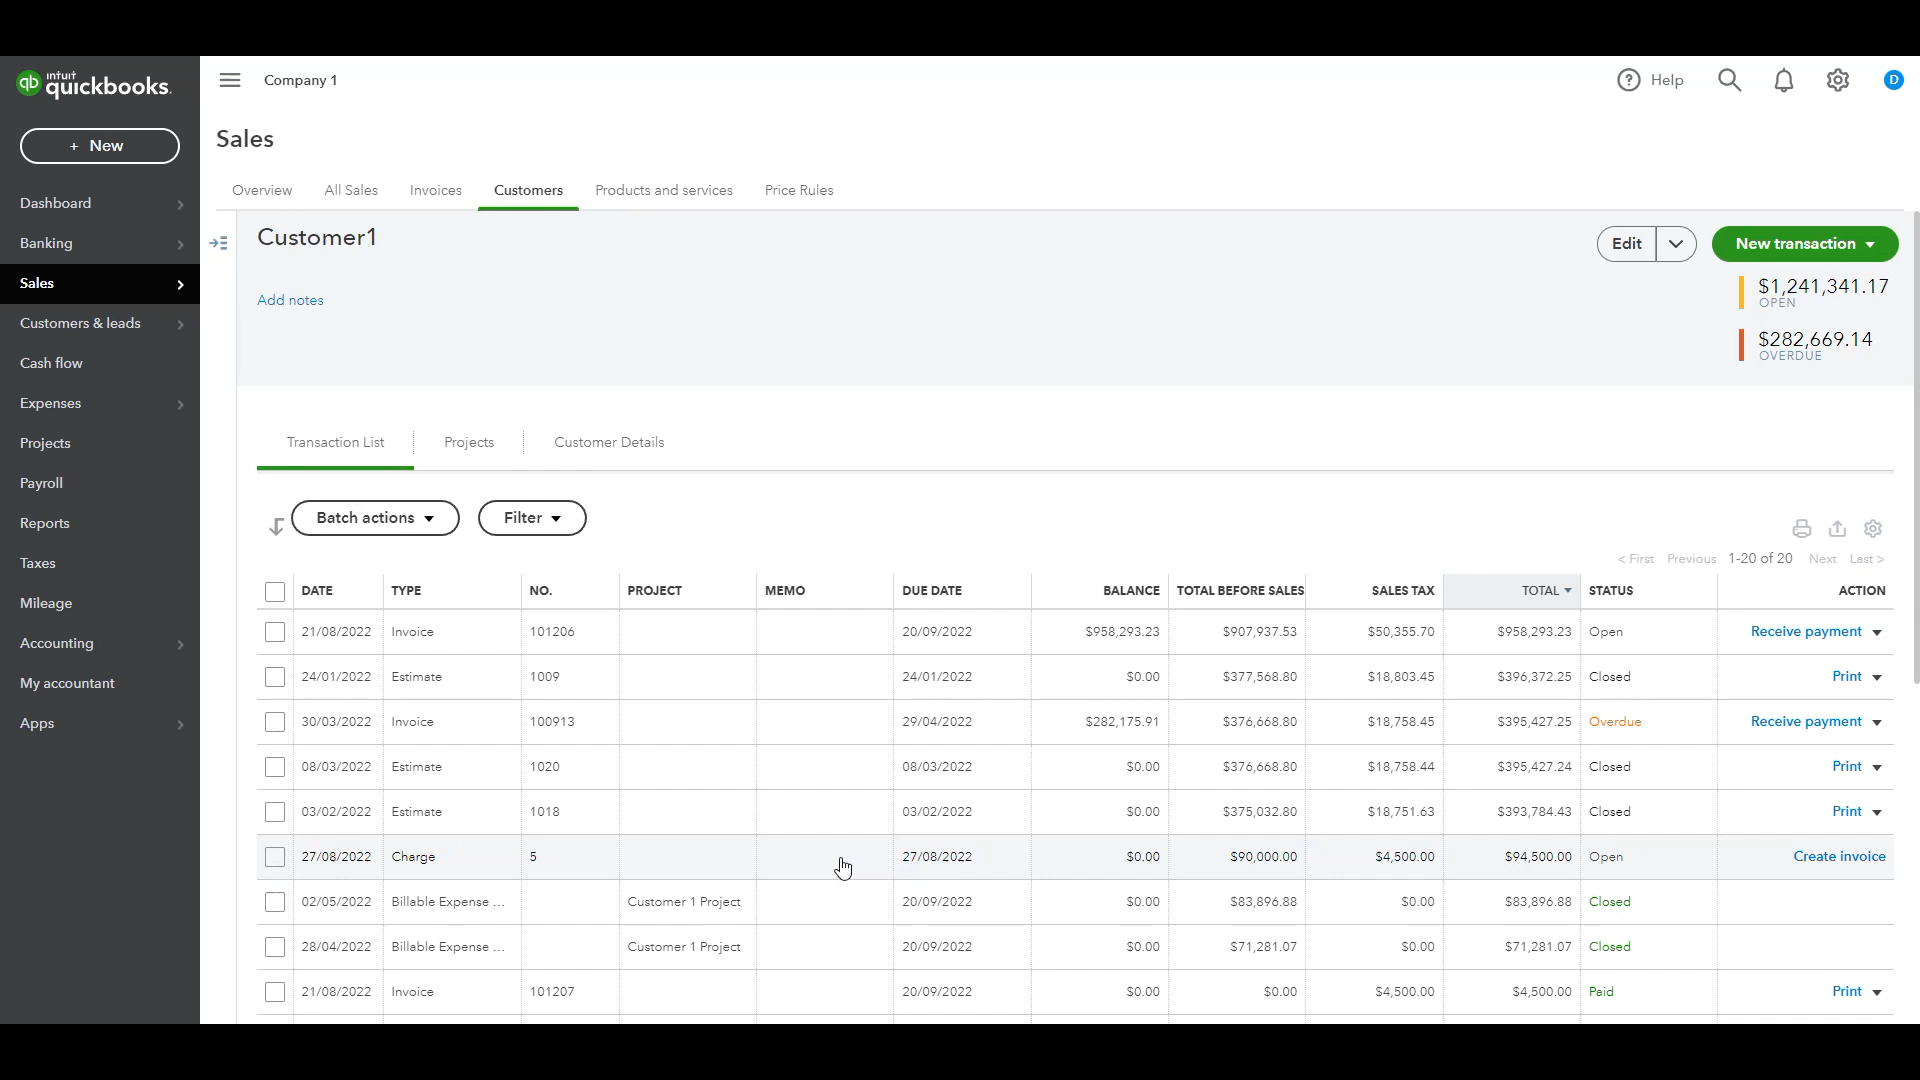 intuit
quickbooks.
Company 1
Help
D
+ New
Sales
Dashboard
Banking
Sales
Customers & leads
Cash flow
Expenses
Projects
Payroll
Reports
Taxes
Mileage
Accounting
My accountant
Apps
Overview All Sales Invoices Customers Products and services Price Rules
Customer1
Edit
New transaction
Add notes
$1,241,341.17
OPEN
$282,669.14
OVERDUE
Transaction List Projects Customer Details
Batch actions Filter
< First Previous 1-20 of 20 Next Last >
DATE TYPE NO. PROJECT MEMO DUE DATE BALANCE TOTAL BEFORE SALES SALES TAX TOTAL STATUS ACTION
21/08/2022 Invoice 101206 20/09/2022 $958,293.23 $907,937.53 $50,355.70 $958,293.23 Open Receive payment
24/01/2022 Estimate 1009 24/01/2022 $0.00 $377,568.80 $18,803.45 $396,372.25 Closed Print
30/03/2022 Invoice 100913 29/04/2022 $282,175.91 $376,668.80 $18,758.45 $395,427.25 Overdue Receive payment
08/03/2022 Estimate 1020 08/03/2022 $0.00 $376,668.80 $18,758.44 $395,427.24 Closed Print
03/02/2022 Estimate 1018 03/02/2022 $0.00 $375,032.80 $18,751.63 $393,784.43 Closed Print
27/08/2022 Charge 5 27/08/2022 $0.00 $90,000.00 $4,500.00 $94,500.00 Open Create invoice
02/05/2022 Billable Expense ... Customer 1 Project 20/09/2022 $0.00 $83,896.88 $0.00 $83,896.88 Closed
28/04/2022 Billable Expense ... Customer 1 Project 20/09/2022 $0.00 $71,281.07 $0.00 $71,281.07 Closed
21/08/2022 Invoice 101207 20/09/2022 $0.00 $0.00 $4,500.00 $4,500.00 Paid Print